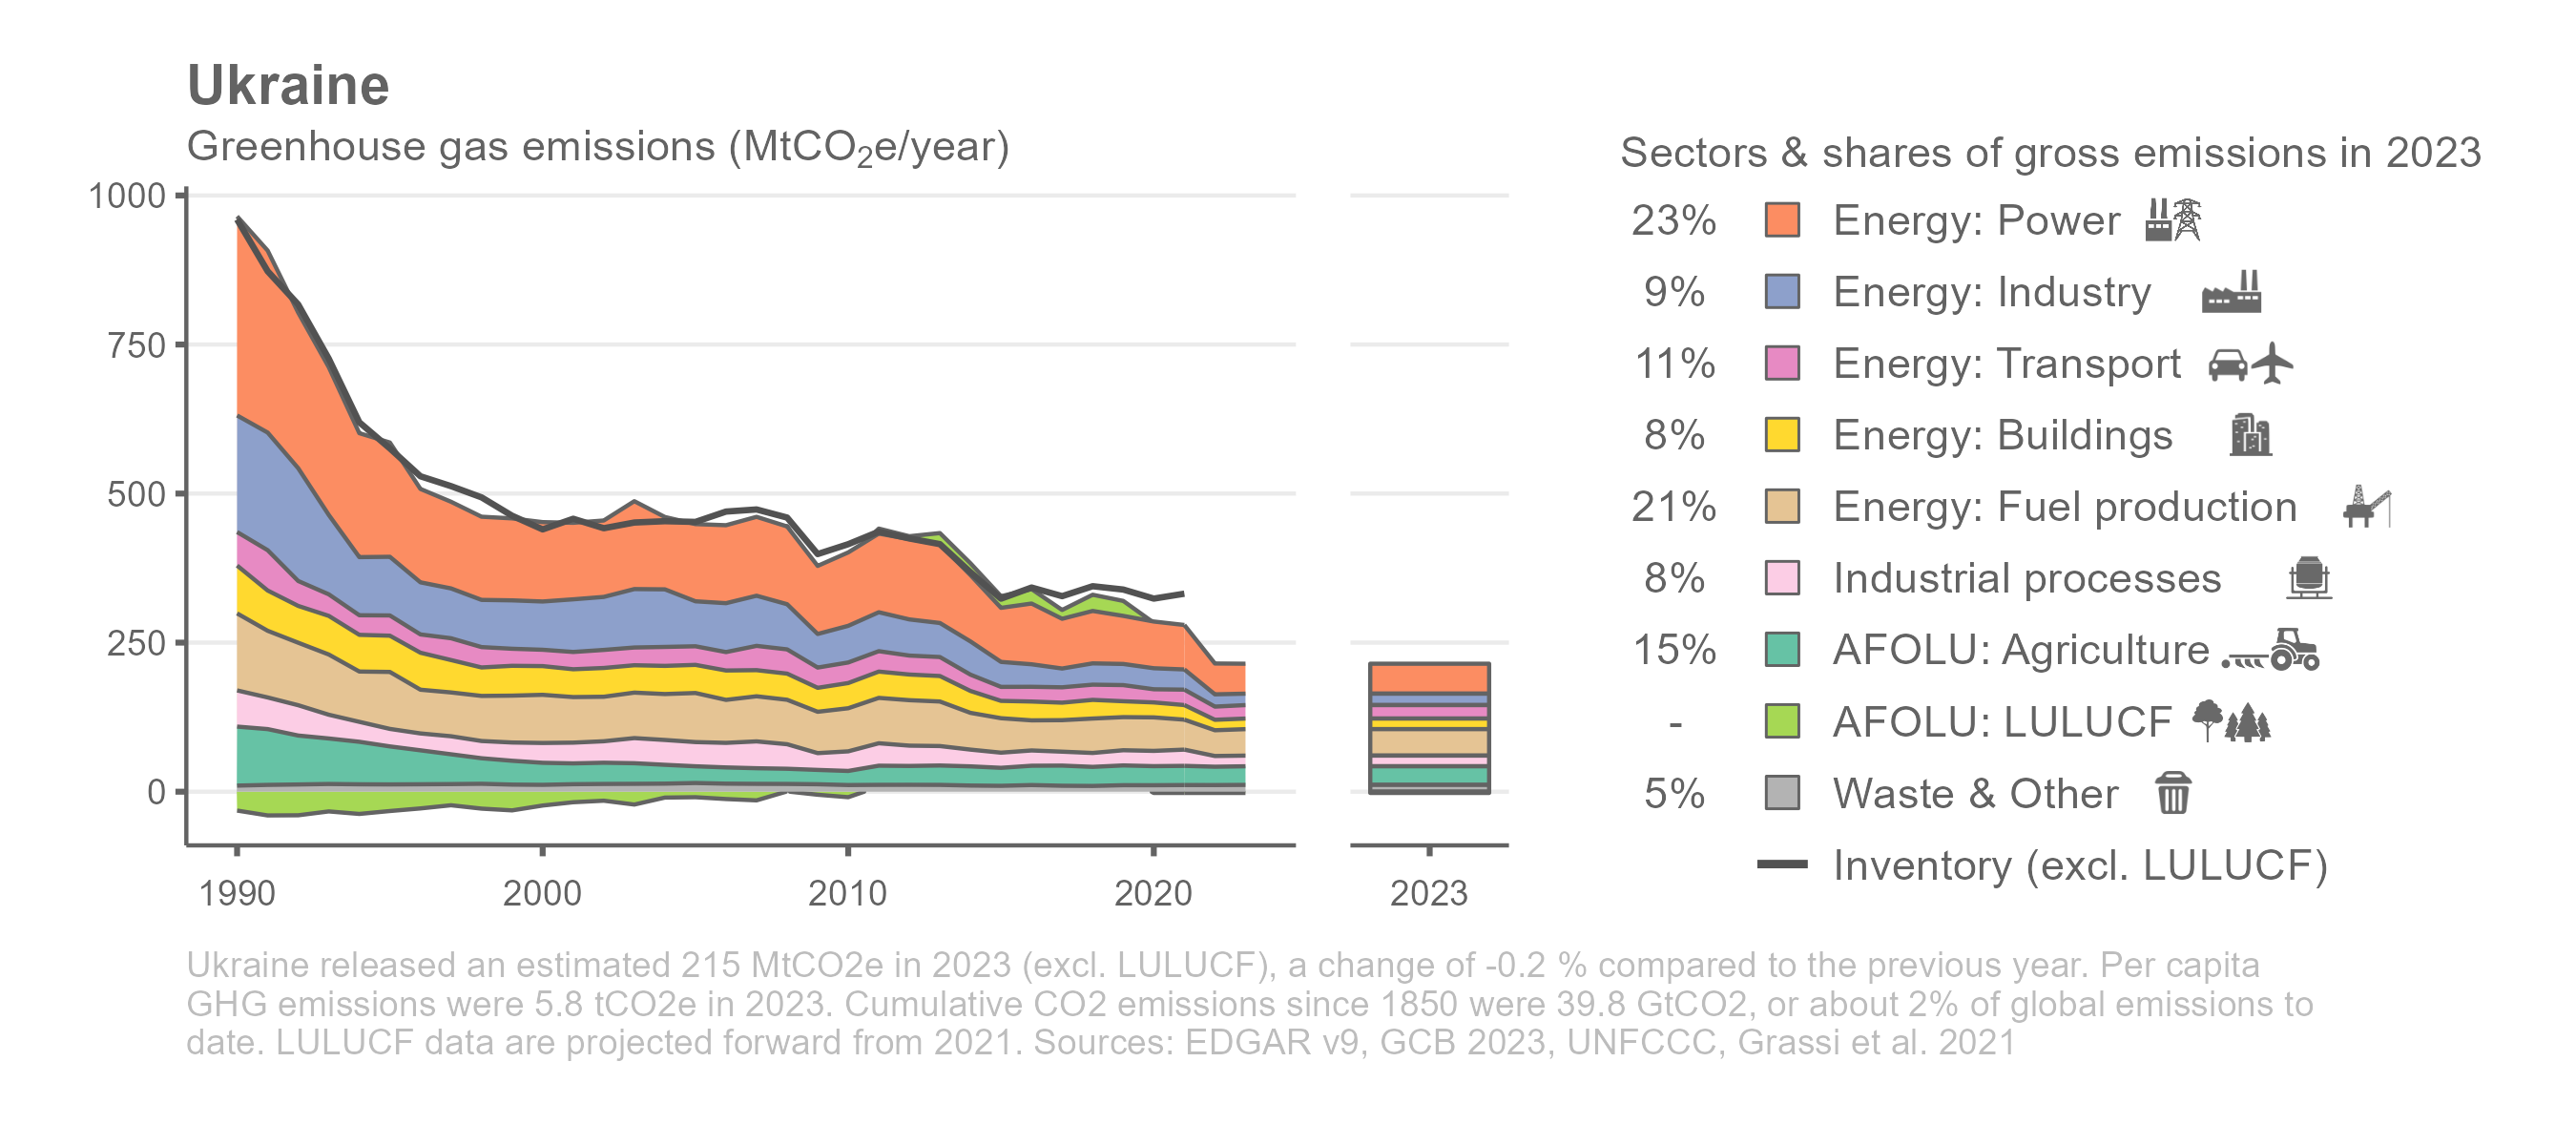 Ukraine
Greenhouse gas emissions (MtCO₂e/year)
1000
750
500
250
0
1990
2000
2010
2020
2023
Sectors & shares of gross emissions in 2023
23% Energy: Power
9% Energy: Industry
11% Energy: Transport
8% Energy: Buildings
21% Energy: Fuel production
8% Industrial processes
15% AFOLU: Agriculture
- AFOLU: LULUCF
5% Waste & Other
Inventory (excl. LULUCF)
Ukraine released an estimated 215 MtCO2e in 2023 (excl. LULUCF), a change of -0.2 % compared to the previous year. Per capita
GHG emissions were 5.8 tCO2e in 2023. Cumulative CO2 emissions since 1850 were 39.8 GtCO2, or about 2% of global emissions to
date. LULUCF data are projected forward from 2021. Sources: EDGAR v9, GCB 2023, UNFCCC, Grassi et al. 2021